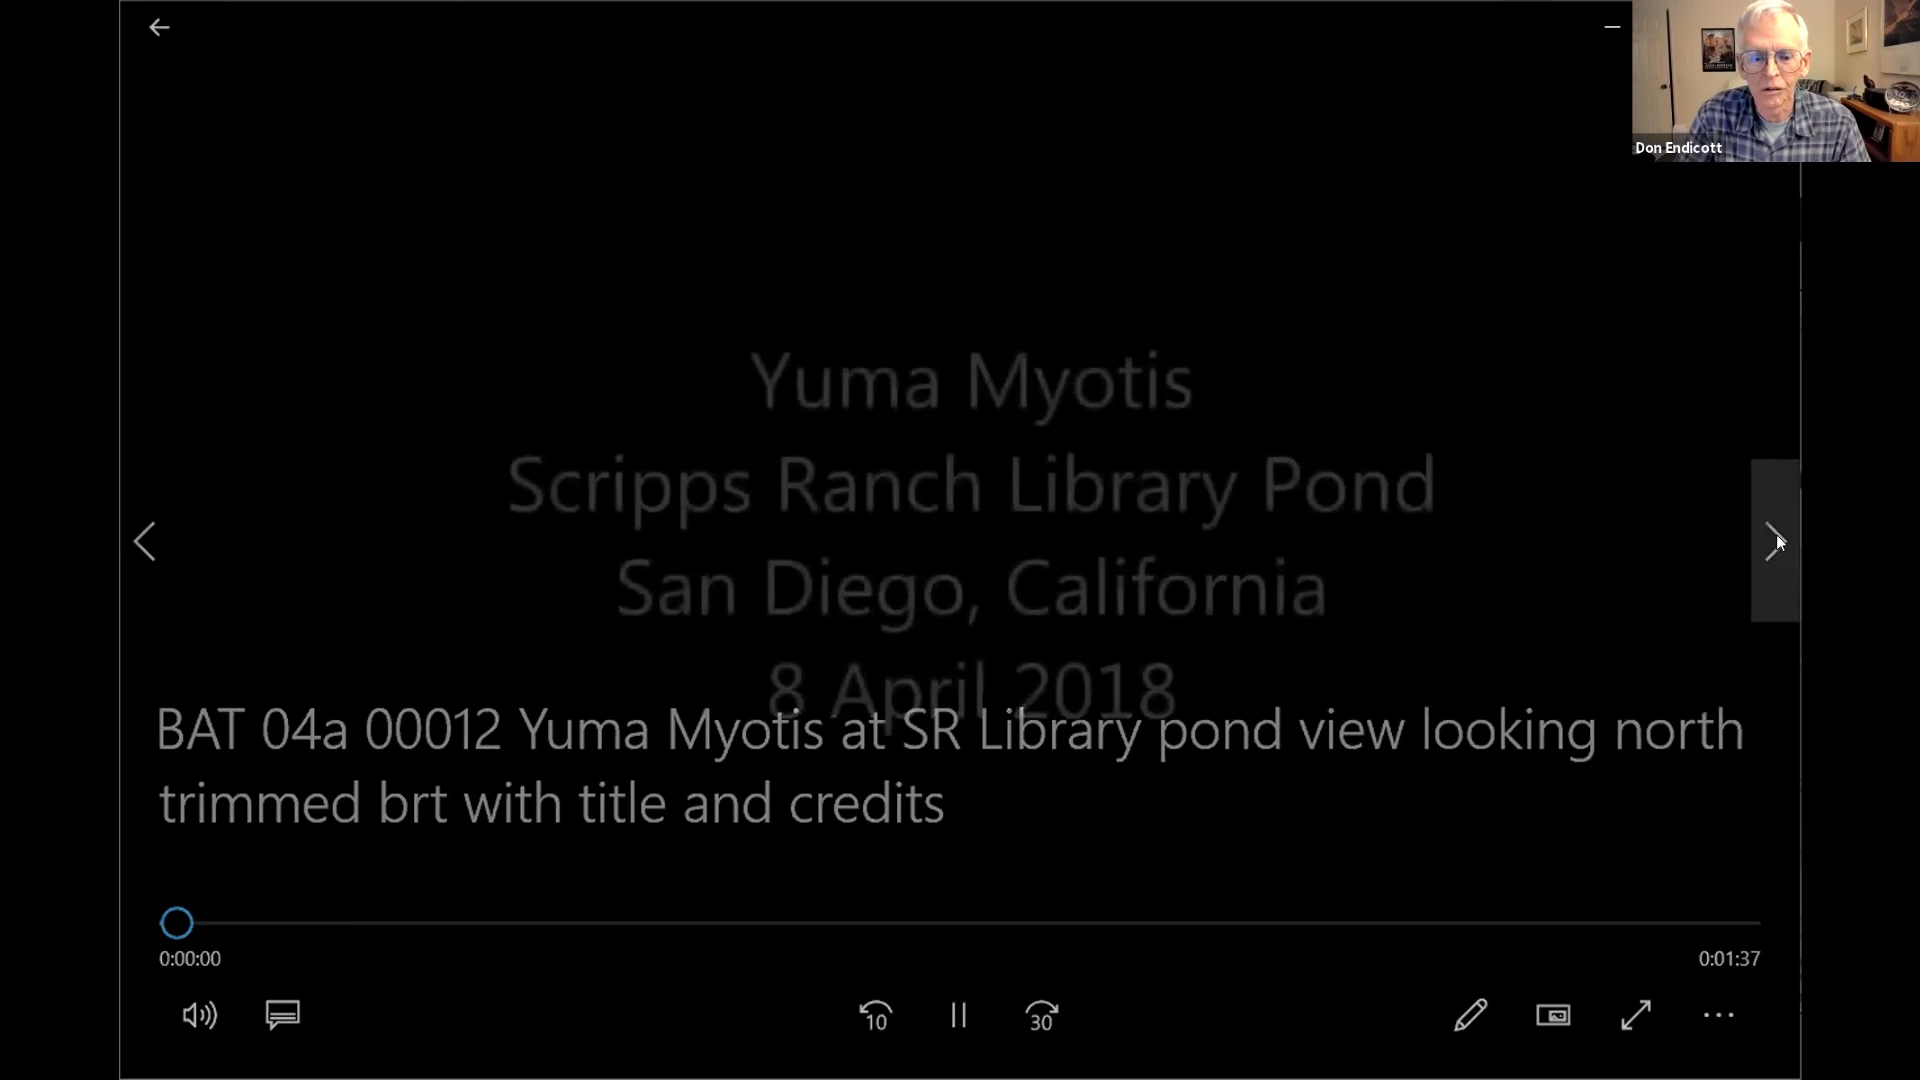 Don Endicott
Yuma Myotis
Scripps Ranch Library Pond
San Diego, California
8 April 2018
BAT 04a 00012 Yuma Myotis at SR Library pond view looking north
trimmed brt with title and credits
0:00:00
0:01:37
10
30